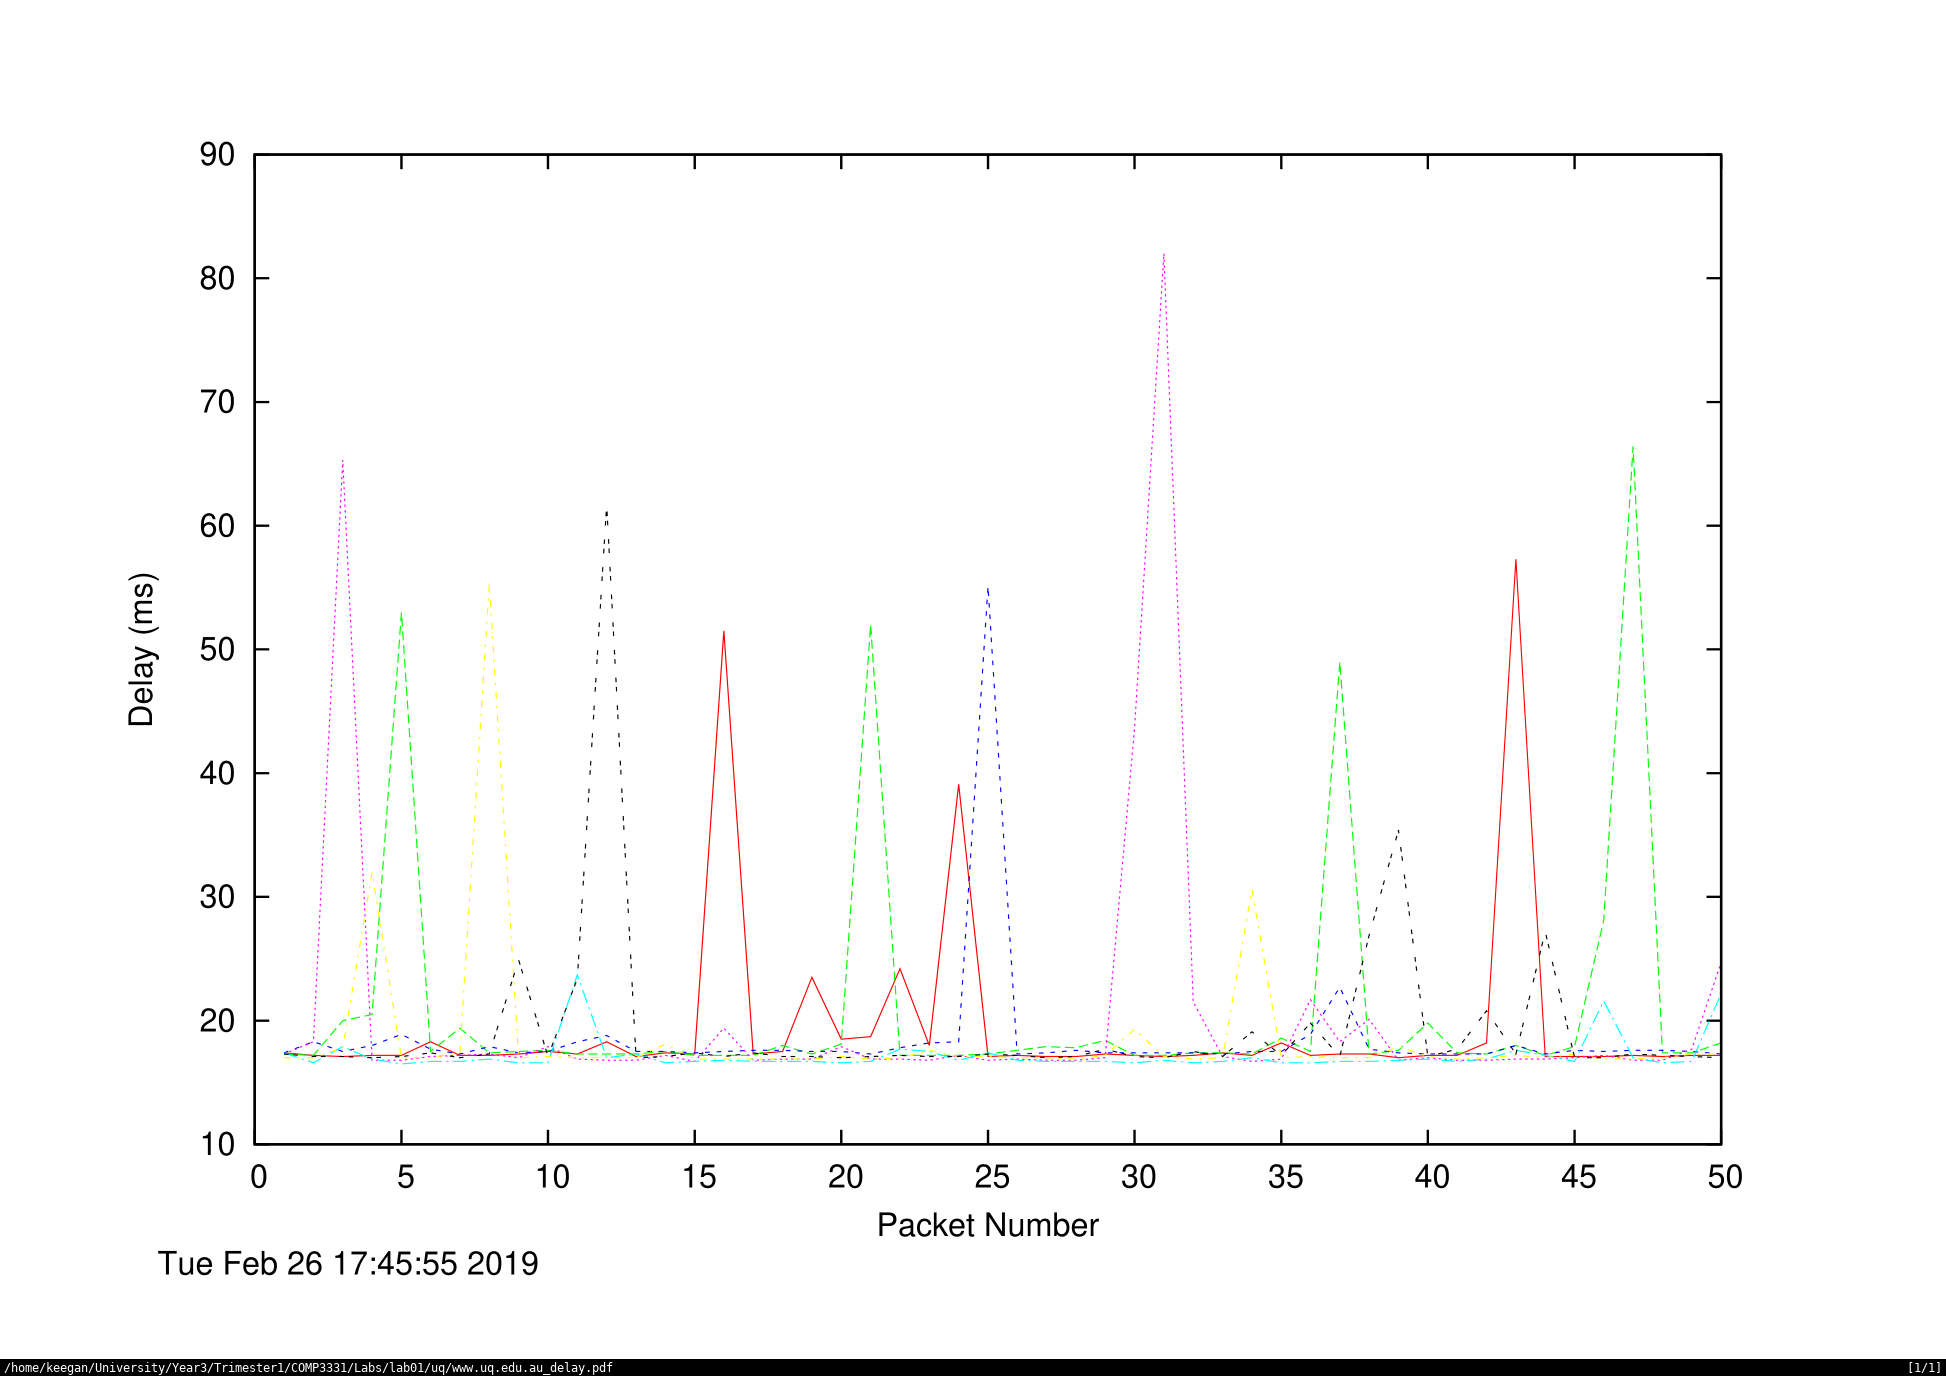 90
80
70
60
50
40
30
20
10
Delay (ms)
0 5 10 15 20 25 30 35 40 45 50
Packet Number
Tue Feb 26 17:45:55 2019
/home/keegan/University/Year3/Trimester1/COMP3331/Labs/lab01/uq/www.uq.edu.au_delay.pdf [1/1]